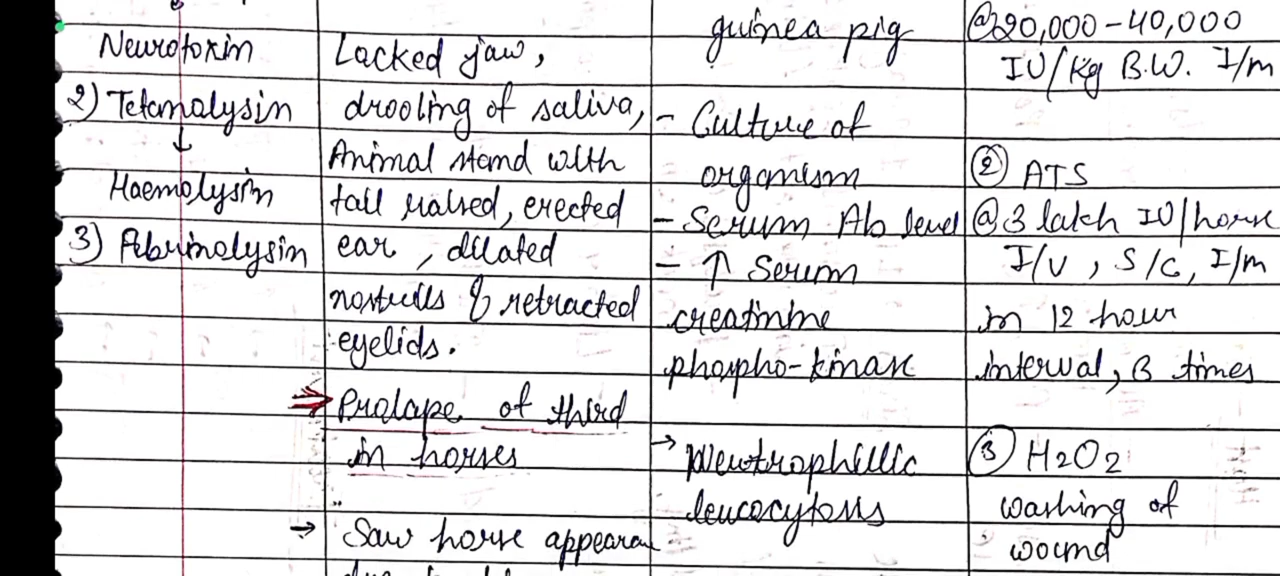 Neurotoxin
2) Tetanolysin
↓
Haemolysin
3) Fibrinolysin
Locked jaw,
drooling of saliva,
Animal stand with
tail raised, erected
ear, dilated
nostrils & retracted
eyelids.
⇒ Prolapse of third
in horses
→ Saw horse appearan
guinea pig
- Culture of
organism
- Serum Ab level
- ↑ Serum
creatinine
phospho-kinase
→ Neutrophillic
leucocytosis
@20,000-40,000
IU/Kg B.W. I/m
② ATS
@ 3 lakh IU/horse
I/V, S/C, I/m
in 12 hour
interval, 3 times
③ H2O2
washing of
wound